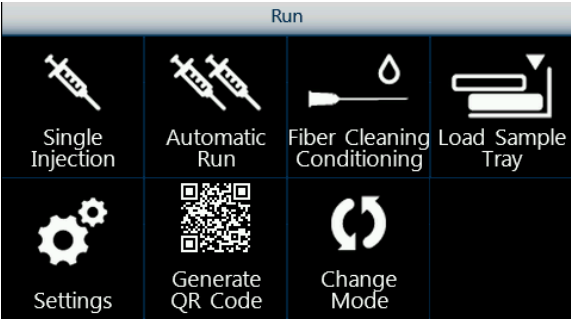 Run
Single
Injection
Automatic
Run
Fiber Cleaning
Conditioning
Load Sample
Tray
Settings
Generate
QR Code
Change
Mode